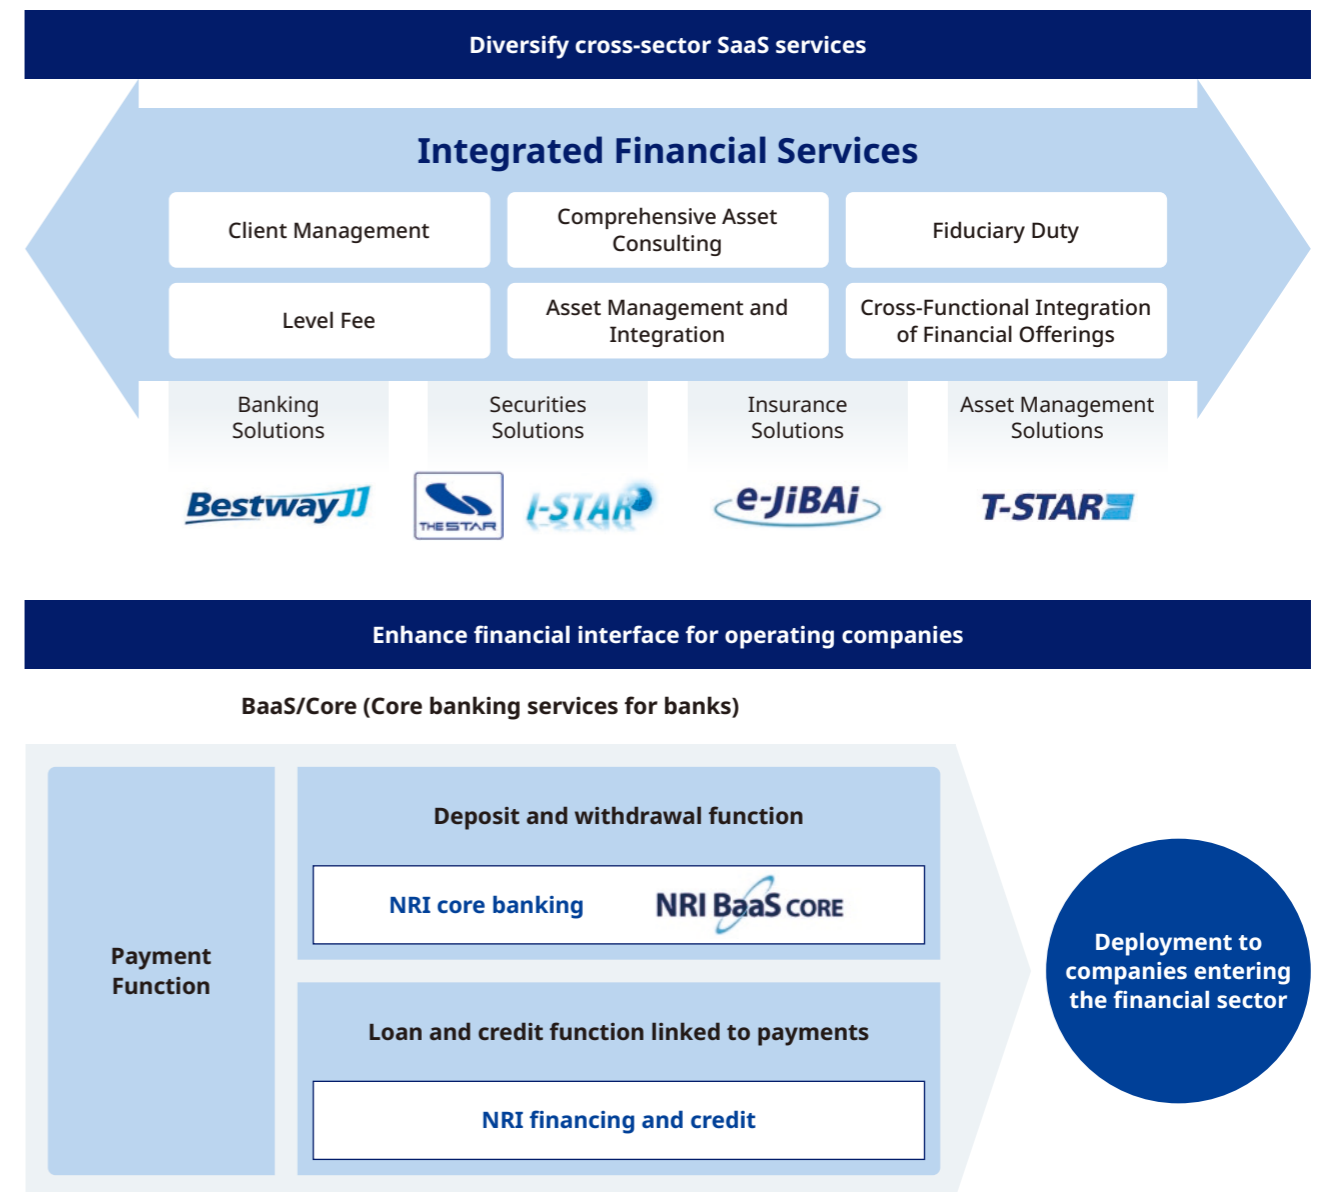 Diversify cross-sector SaaS services
Integrated Financial Services
Client Management
Comprehensive Asset
Consulting
Fiduciary Duty
Level Fee
Asset Management and
Integration
Cross-Functional Integration
of Financial Offerings
Banking
Solutions
Securities
Solutions
Insurance
Solutions
Asset Management
Solutions
Bestway JJ
THE STAR
I-STAR
e-JiBAi
T-STAR
Enhance financial interface for operating companies
BaaS/Core (Core banking services for banks)
Payment
Function
Deposit and withdrawal function
NRI core banking
NRI BaaS CORE
Loan and credit function linked to payments
NRI financing and credit
Deployment to
companies entering
the financial sector